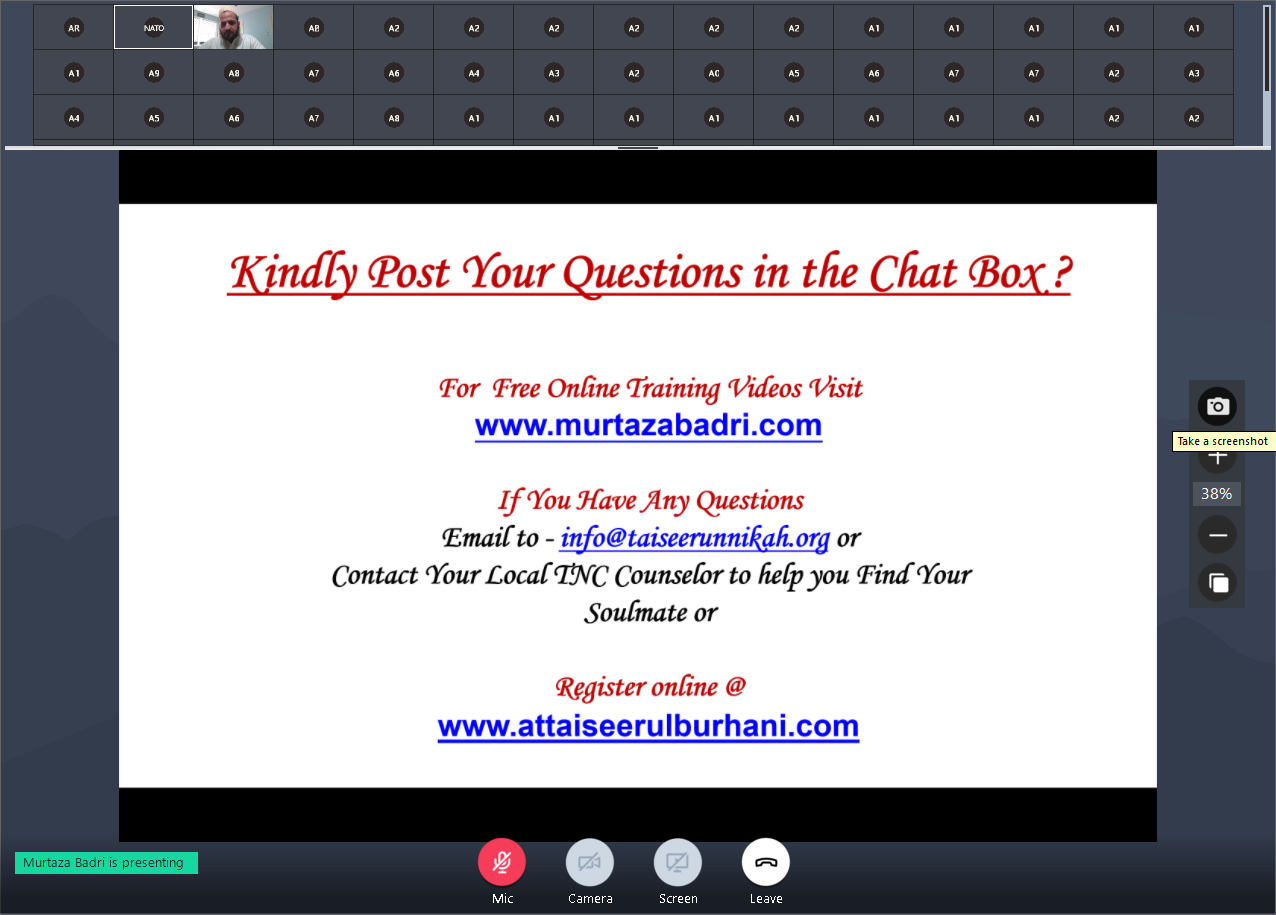 AR NATO AB A2 A2 A2 A2 A2 A2 A1 A1 A1 A1 A1
A1 A9 A8 A7 A6 A4 A3 A2 A0 A5 A6 A7 A7 A2 A3
A4 A5 A6 A7 A8 A1 A1 A1 A1 A1 A1 A1 A1 A2 A2
Kindly Post Your Questions in the Chat Box ?
For Free Online Training Videos Visit
www.murtazabadri.com
If You Have Any Questions
Email to - info@taiseerunnikah.org or
Contact Your Local TNC Counselor to help you Find Your
Soulmate or
Register online @
www.attaiseerulburhani.com
Take a screenshot
38%
Murtaza Badri is presenting
Mic Camera Screen Leave